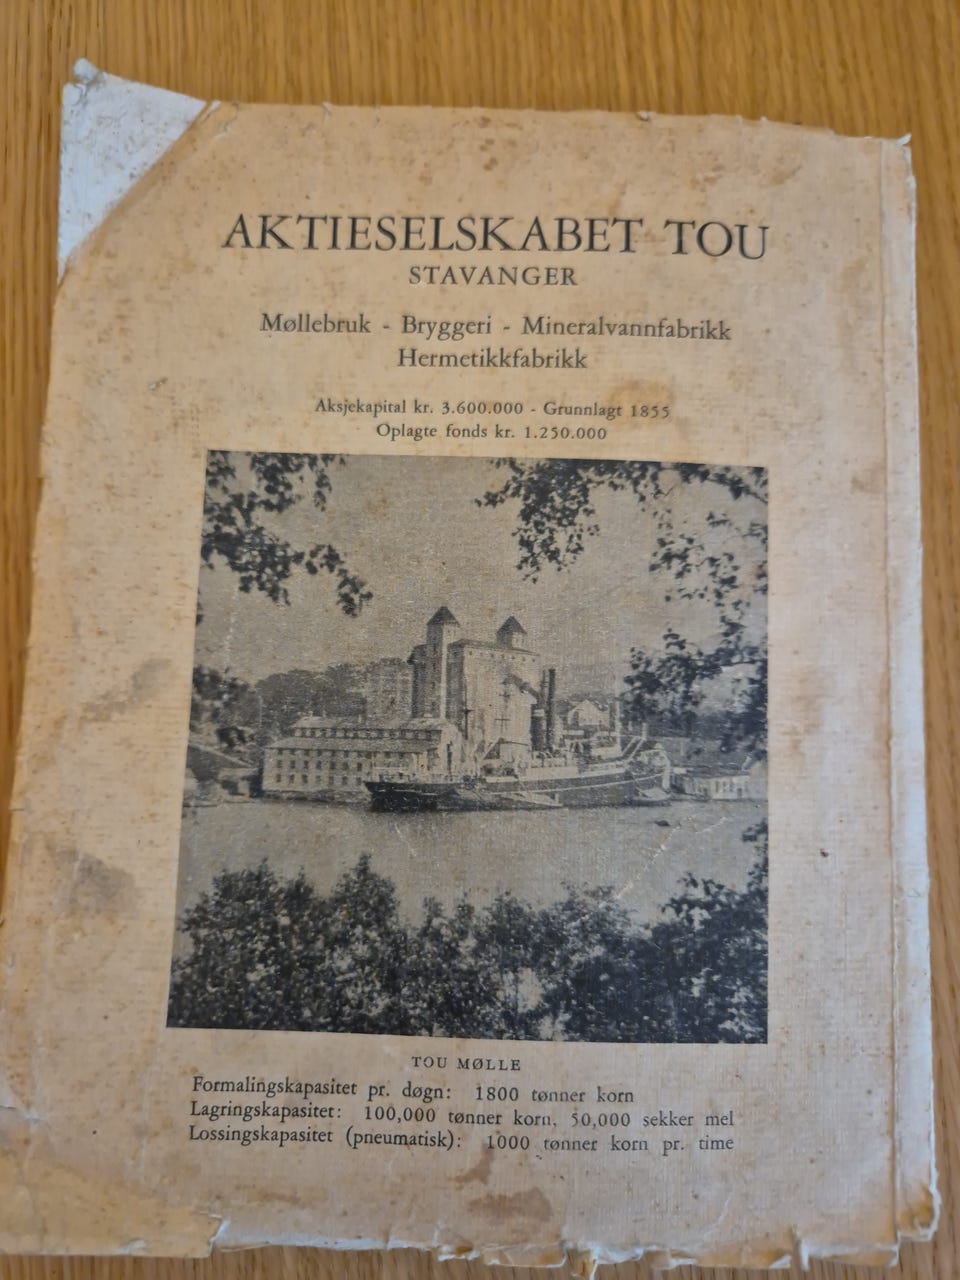 AKTIESELSKABET TOU
STAVANGER
Møllebruk - Bryggeri - Mineralvannfabrikk
Hermetikkfabrikk
Aksjekapital kr. 3.600.000 - Grunnlagt 1855
Oplagte fonds kr. 1.250.000
TOU MØLLE
Formalingskapasitet pr. døgn: 1800 tønner korn
Lagringskapasitet: 100,000 tønner korn, 50,000 sekker mel
Lossingskapasitet (pneumatisk): 1000 tønner korn pr. time